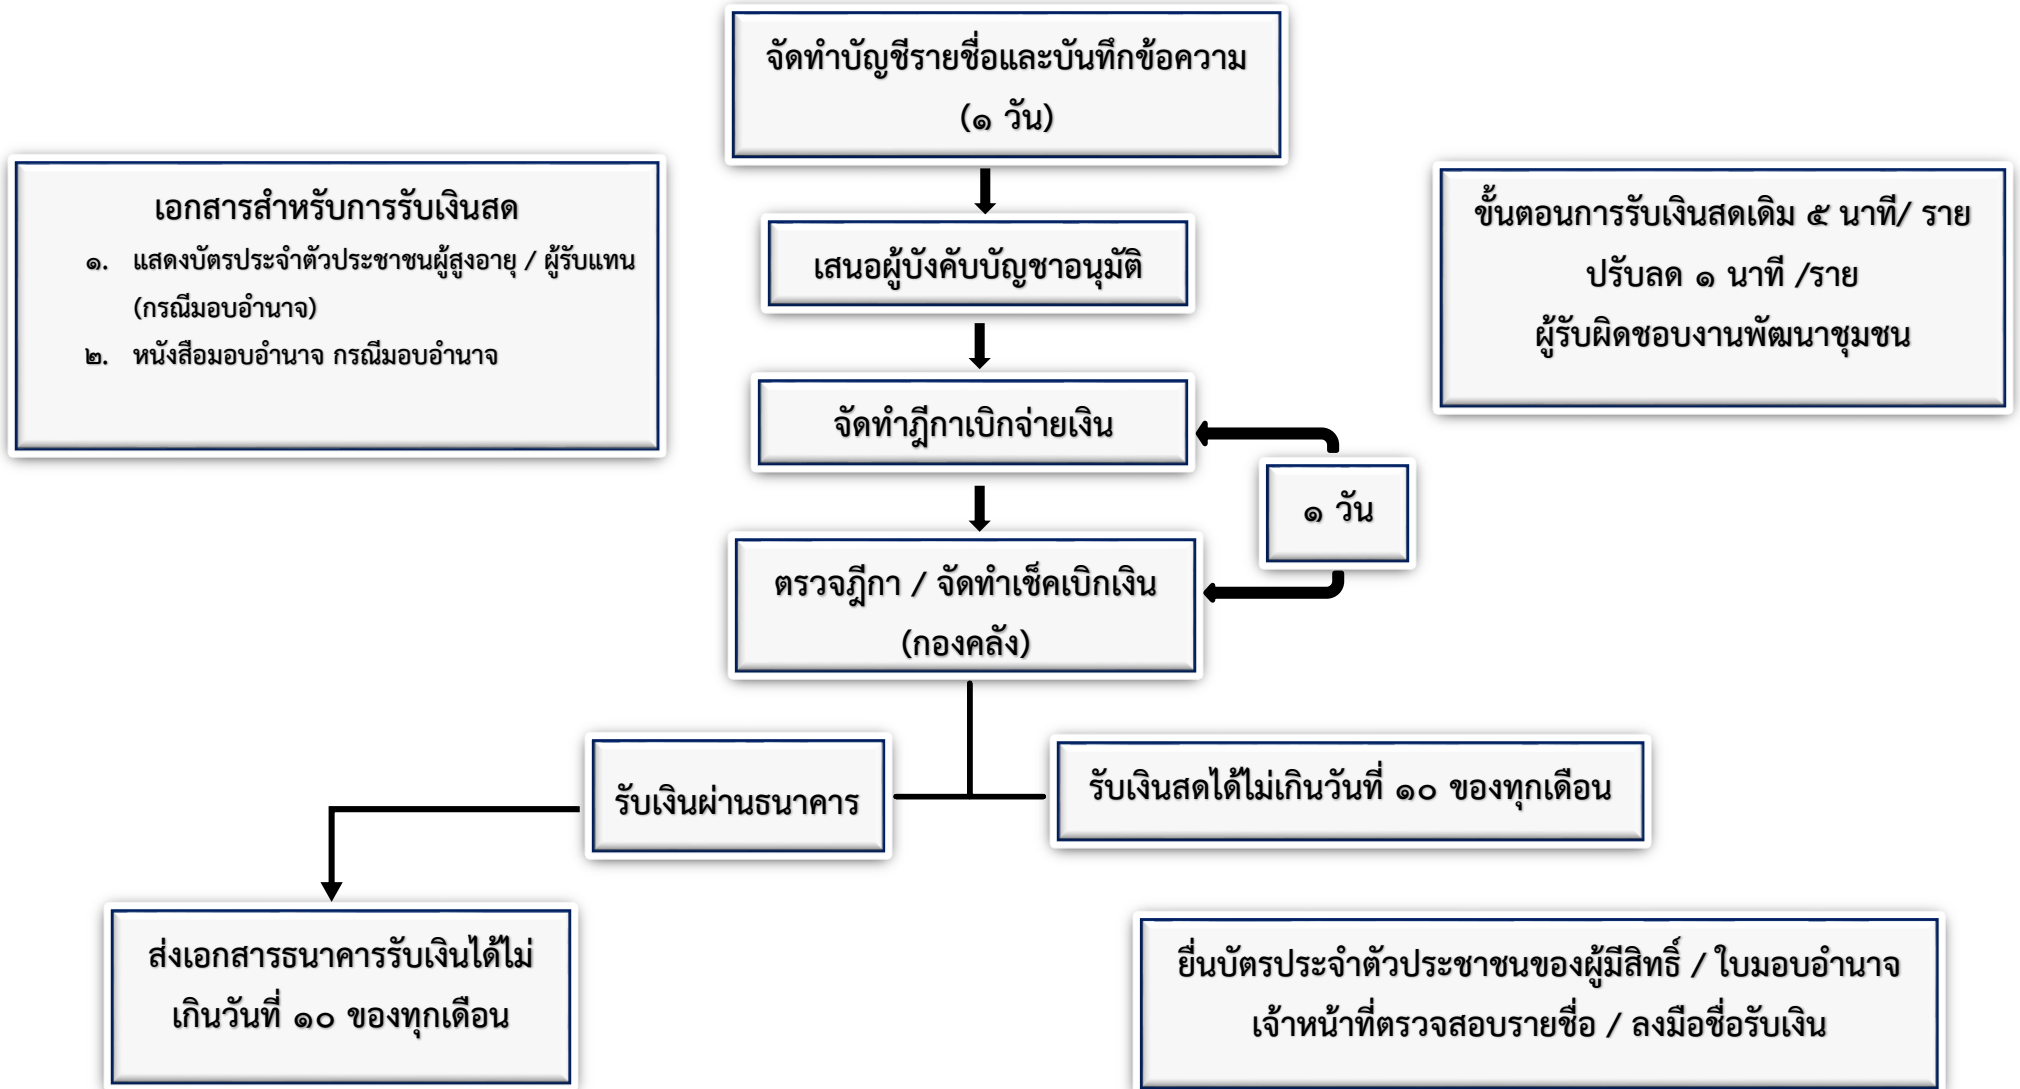 จัดทำบัญชีรายชื่อและบันทึกข้อความ
(๑ วัน)
เอกสารสำหรับการรับเงินสด
๑. แสดงบัตรประจำตัวประชาชนผู้สูงอายุ / ผู้รับแทน
(กรณีมอบอำนาจ)
๒. หนังสือมอบอำนาจ กรณีมอบอำนาจ
ขั้นตอนการรับเงินสดเดิม ๕ นาที/ ราย
ปรับลด ๑ นาที /ราย
ผู้รับผิดชอบงานพัฒนาชุมชน
เสนอผู้บังคับบัญชาอนุมัติ
จัดทำฎีกาเบิกจ่ายเงิน
๑ วัน
ตรวจฎีกา / จัดทำเช็คเบิกเงิน
(กองคลัง)
รับเงินผ่านธนาคาร
รับเงินสดได้ไม่เกินวันที่ ๑๐ ของทุกเดือน
ส่งเอกสารธนาคารรับเงินได้ไม่
เกินวันที่ ๑๐ ของทุกเดือน
ยื่นบัตรประจำตัวประชาชนของผู้มีสิทธิ์ / ใบมอบอำนาจ
เจ้าหน้าที่ตรวจสอบรายชื่อ / ลงมือชื่อรับเงิน